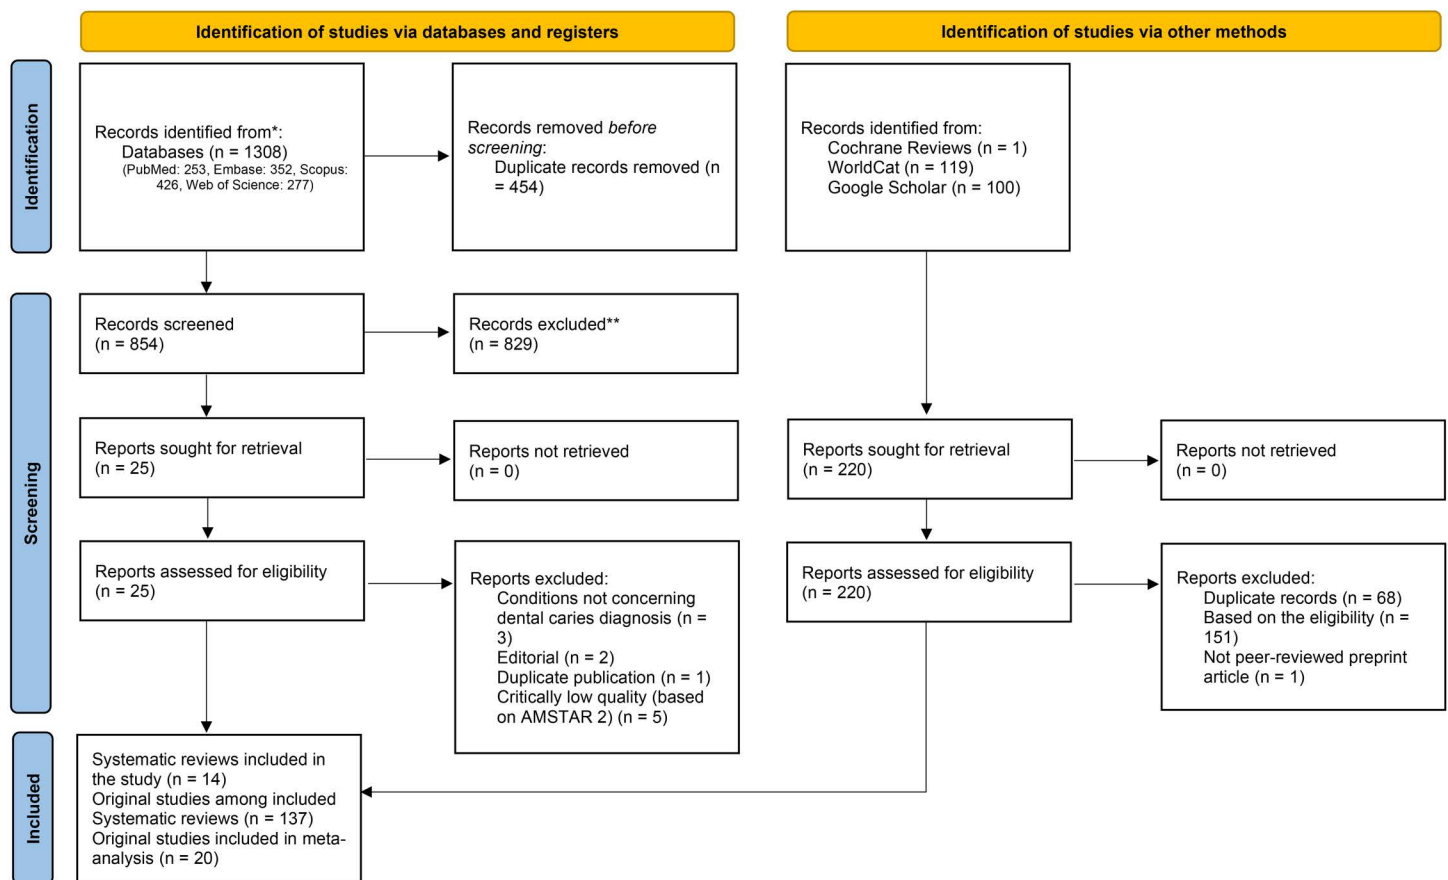 Identification of studies via databases and registers
Identification of studies via other methods
Identification
Records identified from*:
Databases (n = 1308)
(PubMed: 253, Embase: 352, Scopus:
426, Web of Science: 277)
Records removed before
screening:
Duplicate records removed (n
= 454)
Records identified from:
Cochrane Reviews (n = 1)
WorldCat (n = 119)
Google Scholar (n = 100)
Screening
Records screened
(n = 854)
Records excluded**
(n = 829)
Reports sought for retrieval
(n = 25)
Reports not retrieved
(n = 0)
Reports sought for retrieval
(n = 220)
Reports not retrieved
(n = 0)
Reports assessed for eligibility
(n = 25)
Reports excluded:
Conditions not concerning
dental caries diagnosis (n =
3)
Editorial (n = 2)
Duplicate publication (n = 1)
Critically low quality (based
on AMSTAR 2) (n = 5)
Reports assessed for eligibility
(n = 220)
Reports excluded:
Duplicate records (n = 68)
Based on the eligibility (n =
151)
Not peer-reviewed preprint
article (n = 1)
Included
Systematic reviews included in
the study (n = 14)
Original studies among included
Systematic reviews (n = 137)
Original studies included in meta-
analysis (n = 20)